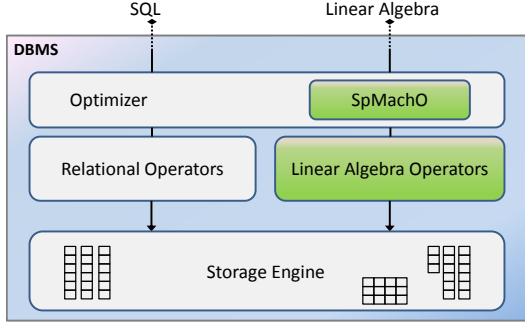 SQL Linear Algebra
DBMS
Optimizer SpMachO
Relational Operators Linear Algebra Operators
Storage Engine